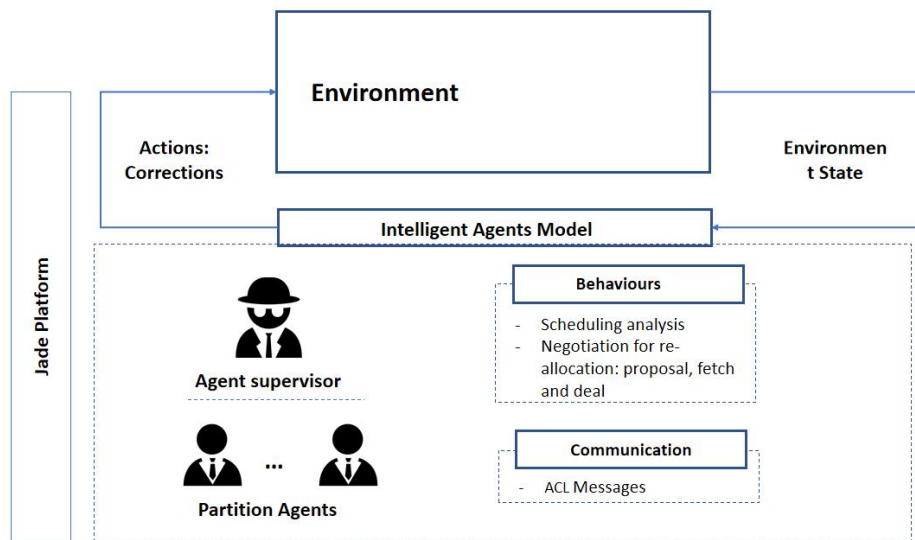 Environment
Actions:
Corrections
Environmen
t State
Intelligent Agents Model
Jade Platform
Agent supervisor
...
Partition Agents
Behaviours
- Scheduling analysis
- Negotiation for re-
allocation: proposal, fetch
and deal
Communication
- ACL Messages